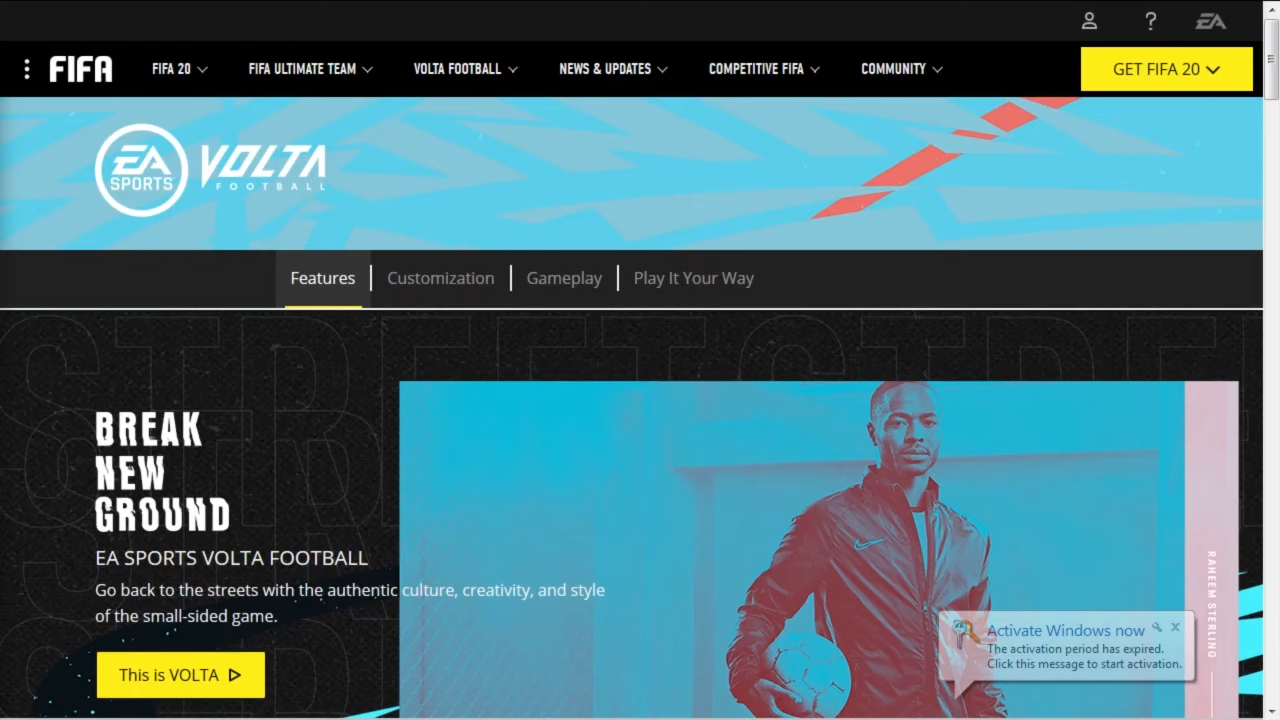 ?
EA
FIFA
FIFA 20
FIFA ULTIMATE TEAM
VOLTA FOOTBALL
NEWS & UPDATES
COMPETITIVE FIFA
COMMUNITY
GET FIFA 20
EA SPORTS
VOLTA FOOTBALL
Features
Customization
Gameplay
Play It Your Way
STREET STREE
BREAK
NEW
GROUND
EA SPORTS VOLTA FOOTBALL
Go back to the streets with the authentic culture, creativity, and style
of the small-sided game.
This is VOLTA
RAHEEM STERLING
Activate Windows now
The activation period has expired.
Click this message to start activation.